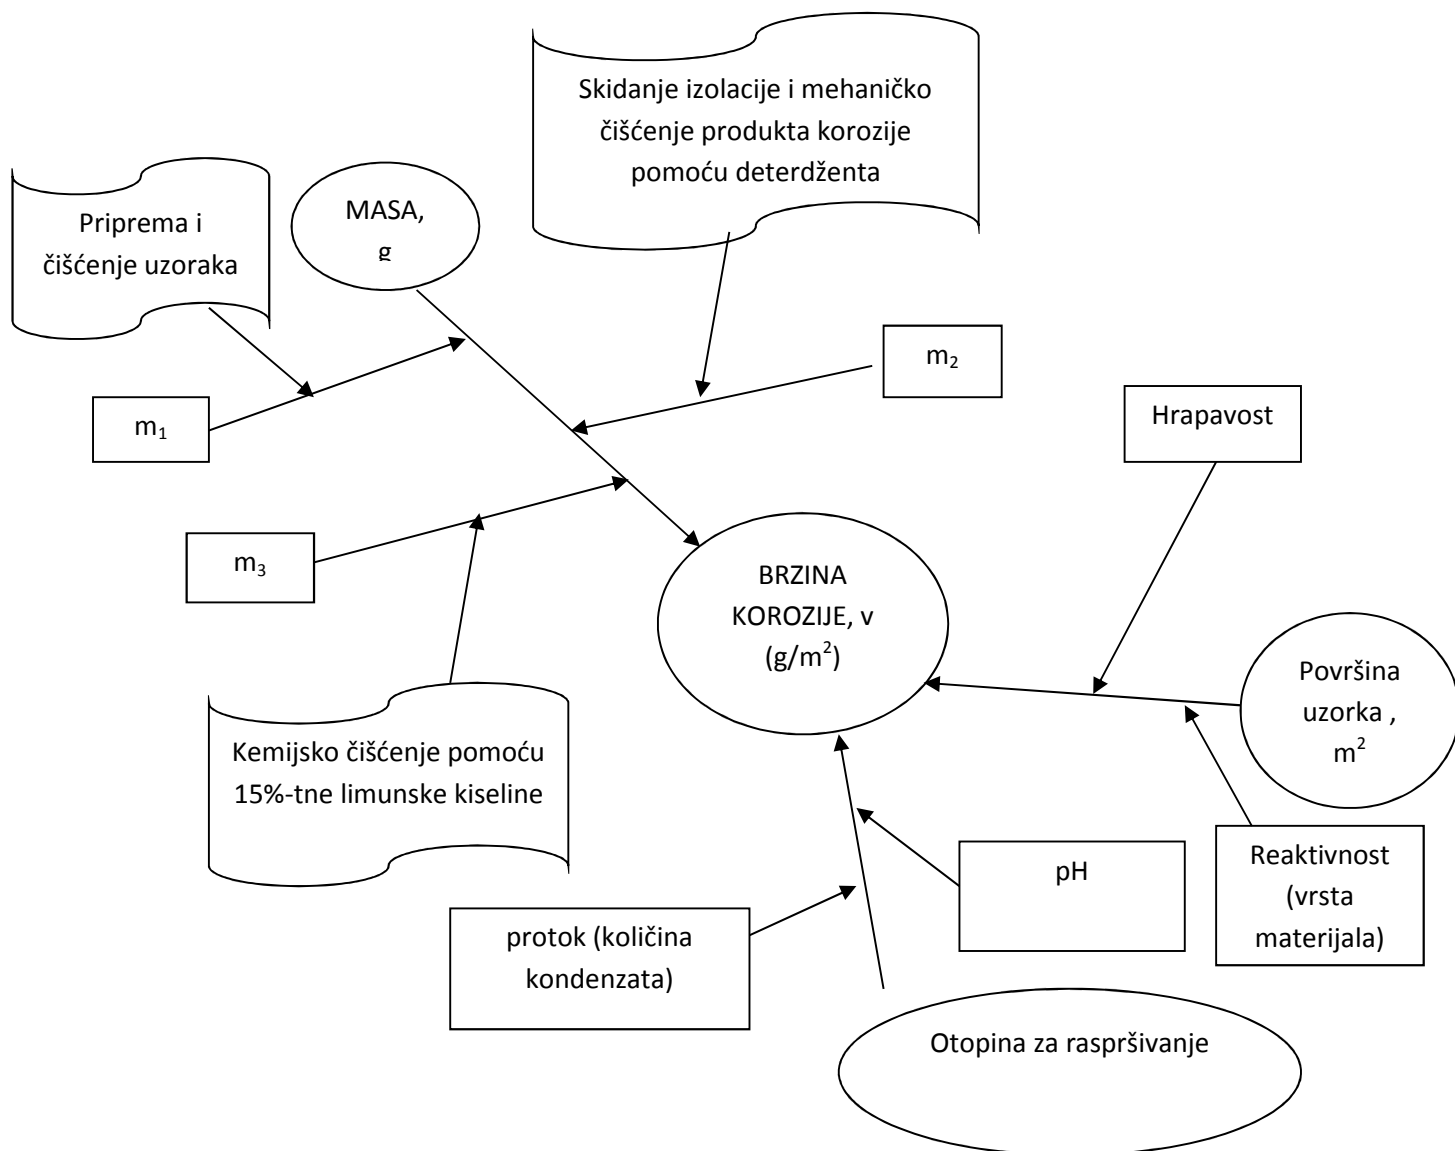 Skidanje izolacije i mehaničko
čišćenje produkta korozije
pomoću deterdženta
Priprema i
čišćenje uzoraka
MASA,
g
m₂
m₁
Hrapavost
m₃
BRZINA
KOROZIJE, v
(g/m²)
Površina
uzorka ,
m²
Kemijsko čišćenje pomoću
15%-tne limunske kiseline
pH
Reaktivnost
(vrsta
materijala)
protok (količina
kondenzata)
Otopina za raspršivanje